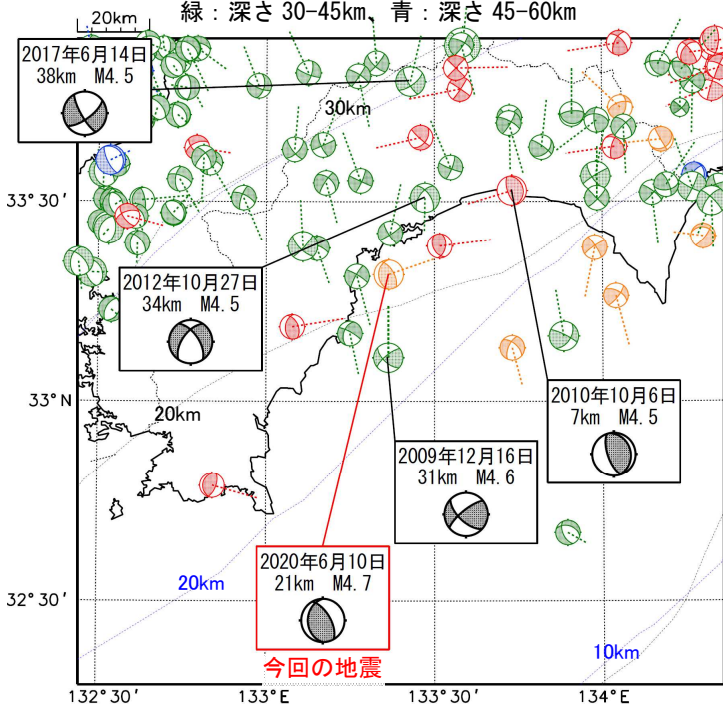 緑：深さ 30-45km、青：深さ 45-60km
20km
2017年6月14日
38km M4.5
30km
33°30′
2012年10月27日
34km M4.5
33°N
20km
2010年10月6日
7km M4.5
2009年12月16日
31km M4.6
2020年6月10日
21km M4.7
今回の地震
20km
32°30′
10km
132°30′
133°E
133°30′
134°E